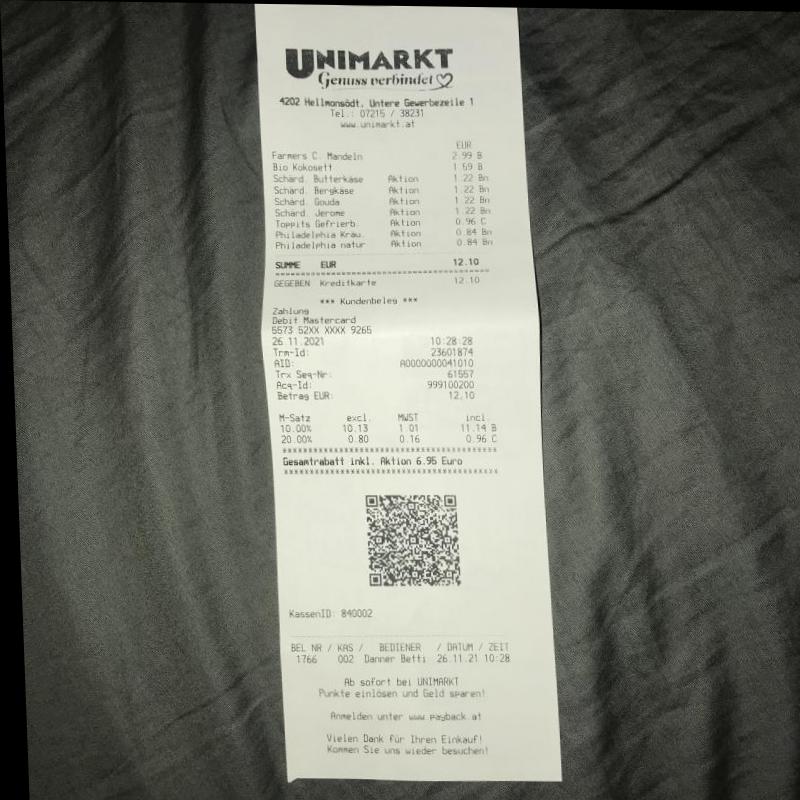 UNIMARKT
Genuss verbindet
4202 Hellmonsödt, Untere Gewerbezeile 1
Tel.: 07215 / 38231
www.unimarkt.at
EUR
Farmers C. Mandeln 2.99 B
Bio Kokosett 1.59 B
Schärd. Butterkäse Aktion 1.22 Bn
Schärd. Bergkäse Aktion 1.22 Bn
Schärd. Gouda Aktion 1.22 Bn
Schärd. Jerome Aktion 1.22 Bn
Toppits Gefrierb. Aktion 0.96 C
Philadelphia Kräu. Aktion 0.84 Bn
Philadelphia natur Aktion 0.84 Bn
SUMME EUR 12.10
GEGEBEN Kreditkarte 12.10
*** Kundenbeleg ***
Zahlung
Debit Mastercard
5573 52XX XXXX 9265
26.11.2021 10:28:28
Trm-Id: 23601874
AID: A0000000041010
Trx Seq-Nr: 61557
Acq-Id: 999100200
Betrag EUR: 12.10
M-Satz excl. MWST incl.
10.00% 10.13 1.01 11.14 B
20.00% 0.80 0.16 0.96 C
Gesamtrabatt inkl. Aktion 6.95 Euro
KassenID: 840002
BEL NR / KAS / BEDIENER / DATUM / ZEIT
1766 002 Danner Betti 26.11.21 10:28
Ab sofort bei UNIMARKT
Punkte einlösen und Geld sparen!
Anmelden unter www.payback.at
Vielen Dank für Ihren Einkauf!
Kommen Sie uns wieder besuchen!